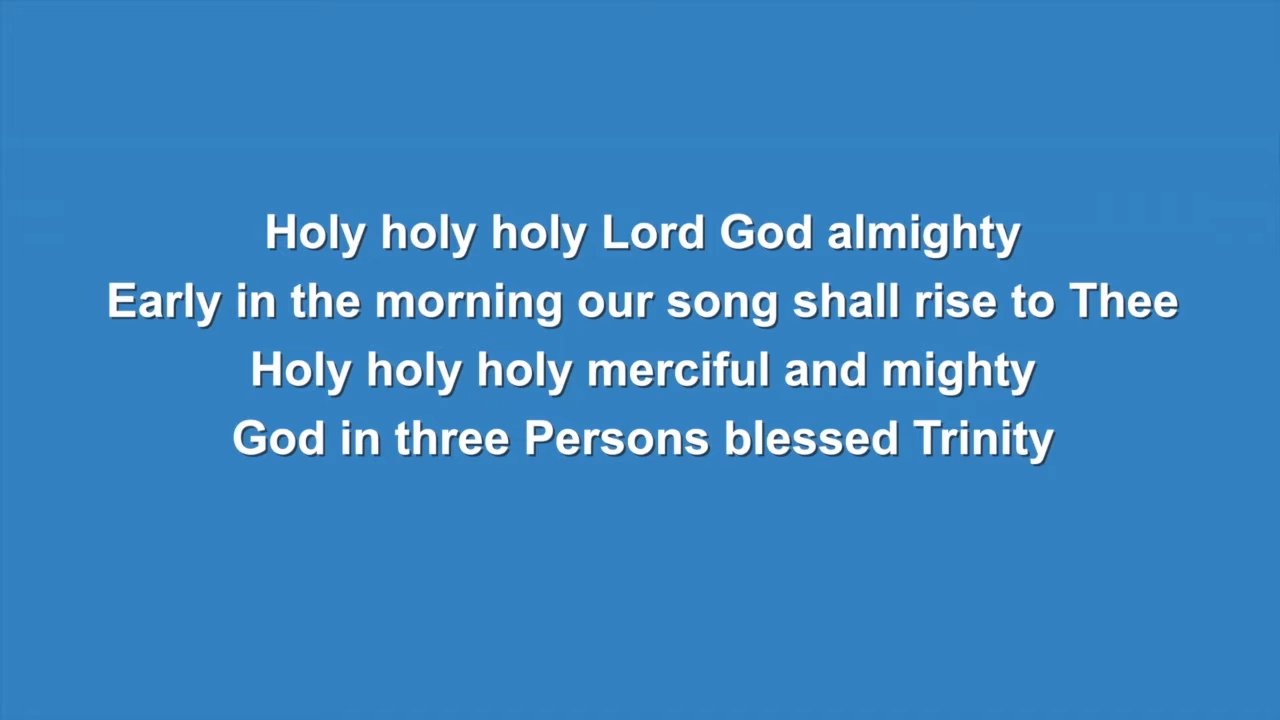 Holy holy holy Lord God almighty
Early in the morning our song shall rise to Thee
Holy holy holy merciful and mighty
God in three Persons blessed Trinity